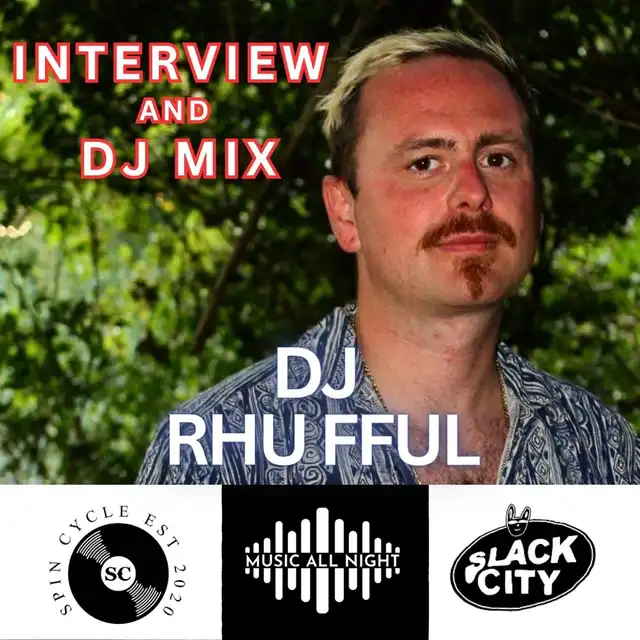 INTERVIEW
AND
DJ MIX
DJ
RHU FFUL
SPIN CYCLE EST 2020
SC
MUSIC ALL NIGHT
SLACK
CITY